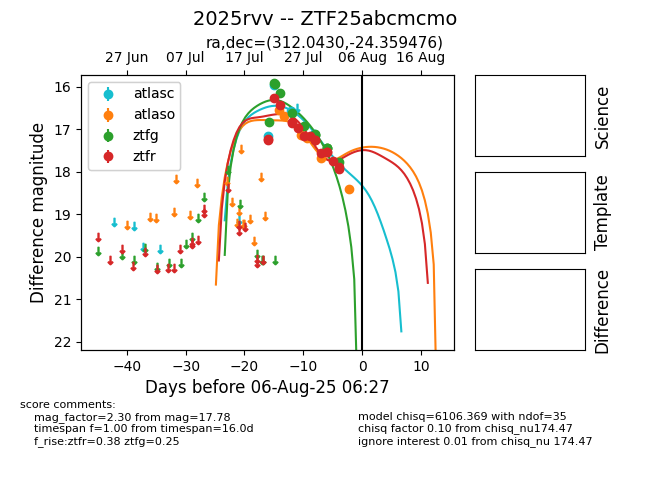 2025rvv -- ZTF25abcmcmo
ra,dec=(312.0430,-24.359476)
27 Jun 07 Jul 17 Jul 27 Jul 06 Aug 16 Aug
atlasc
atlaso
ztfg
ztfr
16
17
18
19
20
21
22
Difference magnitude
−40 −30 −20 −10 0 10
Days before 06-Aug-25 06:27
Science
Template
Difference
score comments:
mag_factor=2.30 from mag=17.78
timespan f=1.00 from timespan=16.0d
f_rise:ztfr=0.38 ztfg=0.25
model chisq=6106.369 with ndof=35
chisq factor 0.10 from chisq_nu174.47
ignore interest 0.01 from chisq_nu 174.47